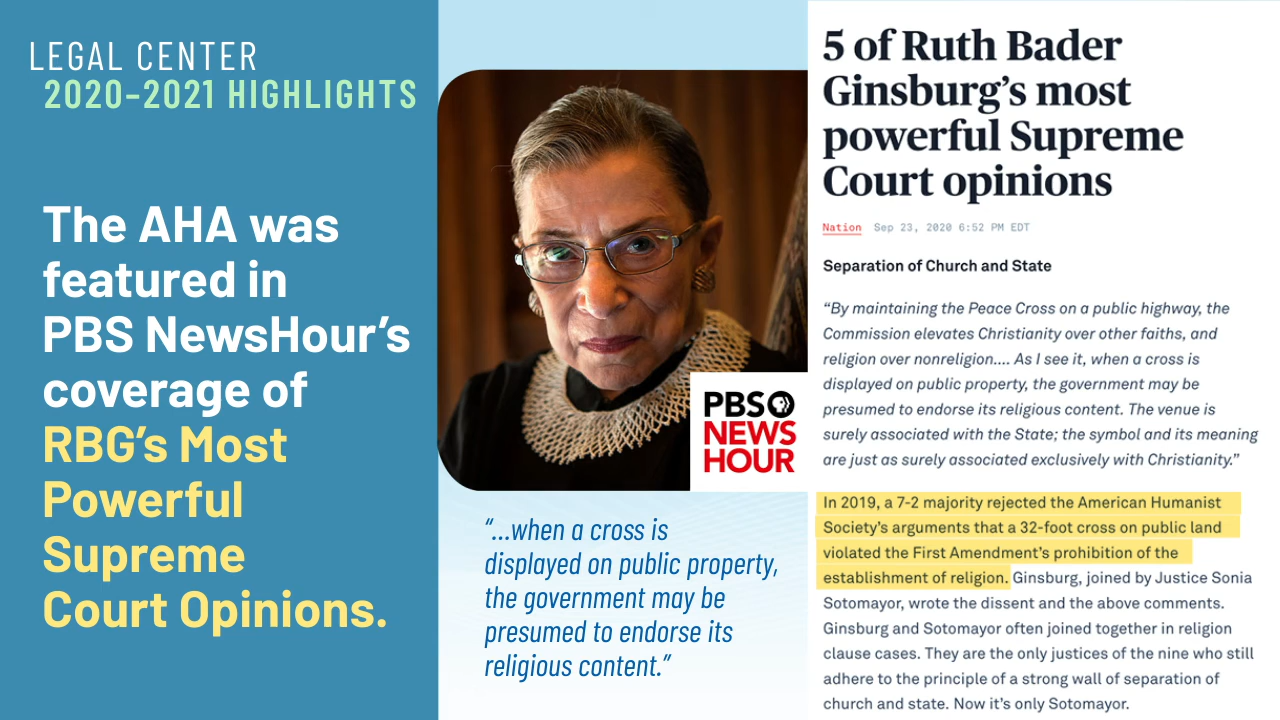 LEGAL CENTER
2020-2021 HIGHLIGHTS
The AHA was
featured in
PBS NewsHour’s
coverage of
RBG’s Most
Powerful
Supreme
Court Opinions.
PBS
NEWS
HOUR
“...when a cross is
displayed on public property,
the government may be
presumed to endorse its
religious content.”
5 of Ruth Bader
Ginsburg’s most
powerful Supreme
Court opinions
Nation Sep 23, 2020 6:52 PM EDT
Separation of Church and State
“By maintaining the Peace Cross on a public highway, the
Commission elevates Christianity over other faiths, and
religion over nonreligion.... As I see it, when a cross is
displayed on public property, the government may be
presumed to endorse its religious content. The venue is
surely associated with the State; the symbol and its meaning
are just as surely associated exclusively with Christianity.”
In 2019, a 7-2 majority rejected the American Humanist
Society’s arguments that a 32-foot cross on public land
violated the First Amendment’s prohibition of the
establishment of religion. Ginsburg, joined by Justice Sonia
Sotomayor, wrote the dissent and the above comments.
Ginsburg and Sotomayor often joined together in religion
clause cases. They are the only justices of the nine who still
adhere to the principle of a strong wall of separation of
church and state. Now it’s only Sotomayor.